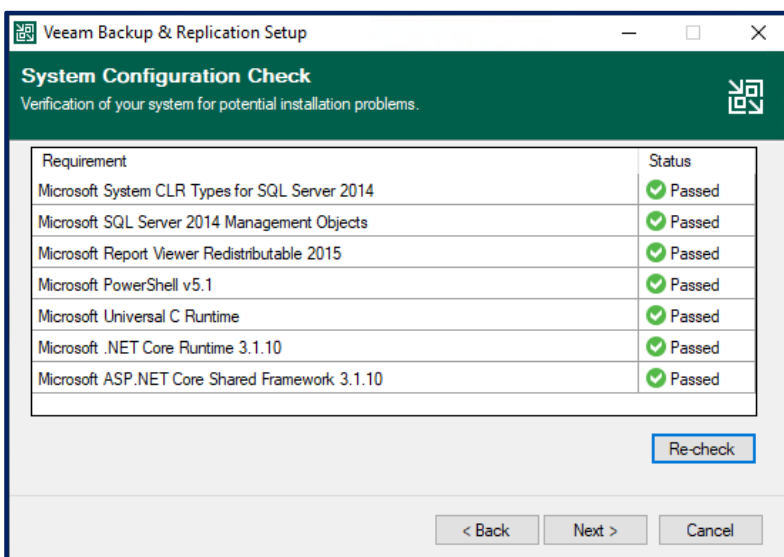 Veeam Backup & Replication Setup
System Configuration Check
Verification of your system for potential installation problems.
Requirement Status
Microsoft System CLR Types for SQL Server 2014 Passed
Microsoft SQL Server 2014 Management Objects Passed
Microsoft Report Viewer Redistributable 2015 Passed
Microsoft PowerShell v5.1 Passed
Microsoft Universal C Runtime Passed
Microsoft .NET Core Runtime 3.1.10 Passed
Microsoft ASP.NET Core Shared Framework 3.1.10 Passed
Re-check
< Back Next > Cancel